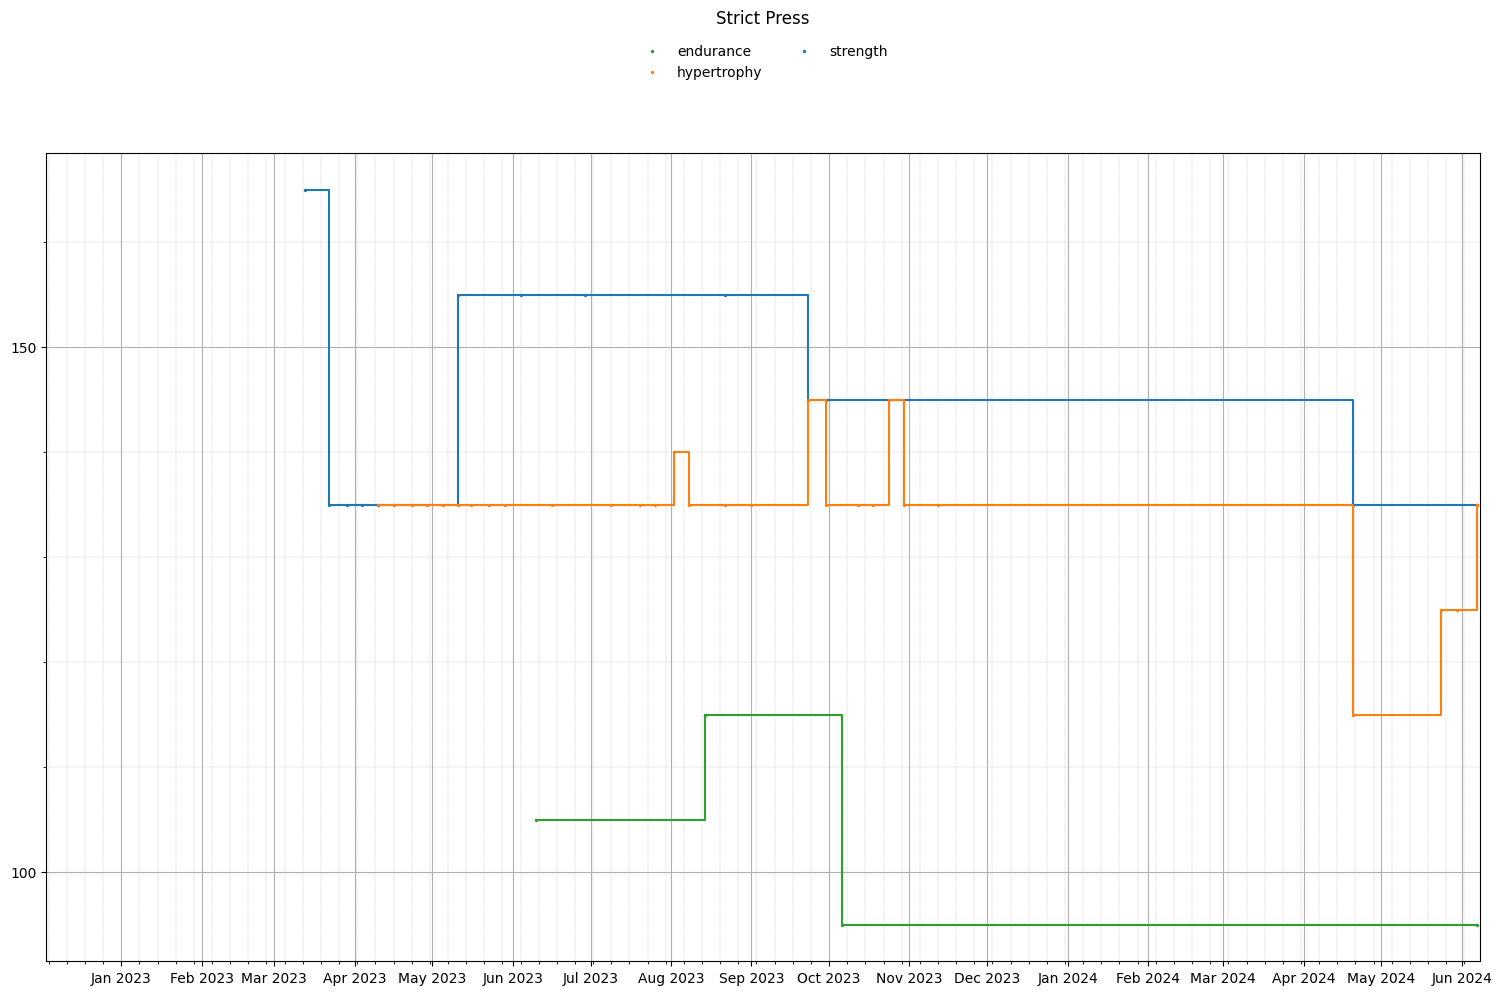 Strict Press
endurance strength
hypertrophy
150
100
Jan 2023 Feb 2023 Mar 2023 Apr 2023 May 2023 Jun 2023 Jul 2023 Aug 2023 Sep 2023 Oct 2023 Nov 2023 Dec 2023 Jan 2024 Feb 2024 Mar 2024 Apr 2024 May 2024 Jun 2024